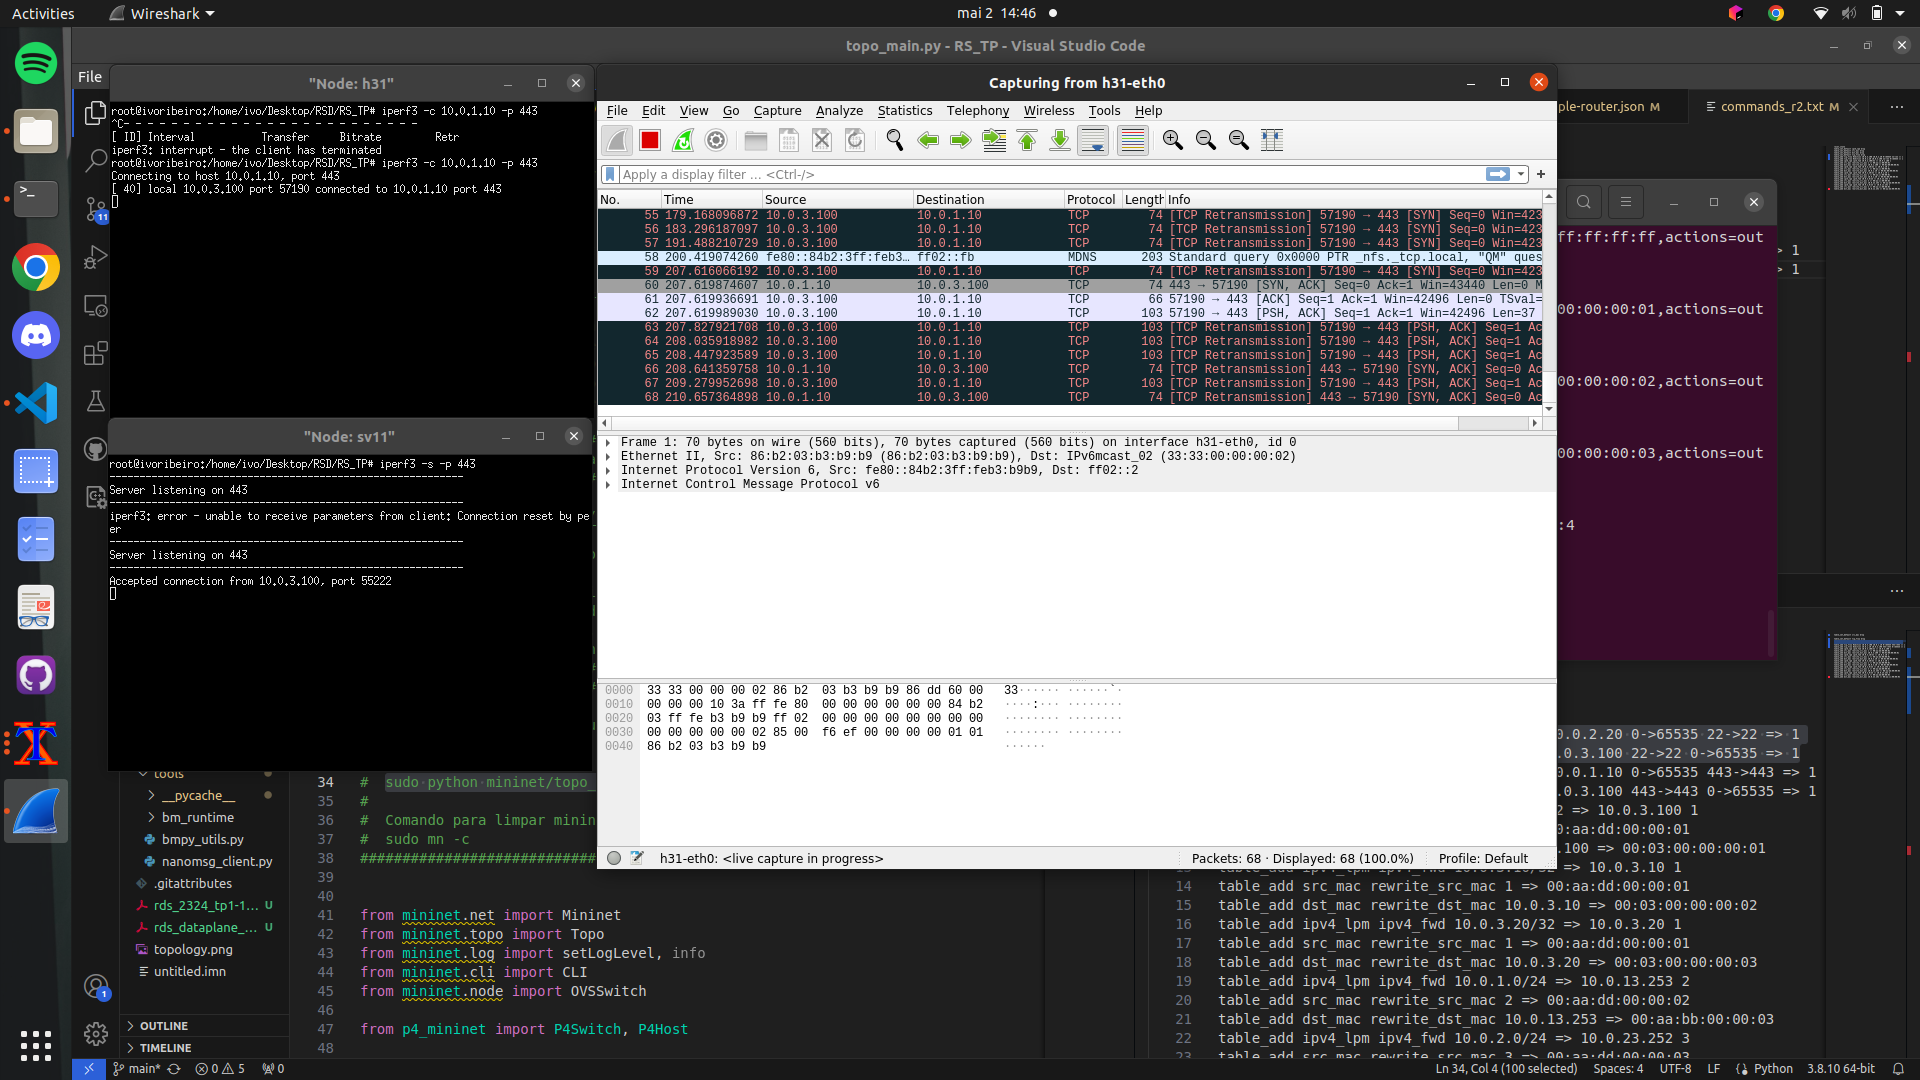 Activities
Wireshark
mai 2 14:46
topo_main.py - RS_TP - Visual Studio Code
File
"Node: h31"
root@ivoribeiro:/home/ivo/Desktop/RSD/RS_TP# iperf3 -c 10.0.1.10 -p 443
^C- - - - - - - - - - - - - - - - - - - - - - - - -
[ ID] Interval Transfer Bitrate Retr
iperf3: interrupt - the client has terminated
root@ivoribeiro:/home/ivo/Desktop/RSD/RS_TP# iperf3 -c 10.0.1.10 -p 443
Connecting to host 10.0.1.10, port 443
[ 40] local 10.0.3.100 port 57190 connected to 10.0.1.10 port 443
"Node: sv11"
root@ivoribeiro:/home/ivo/Desktop/RSD/RS_TP# iperf3 -s -p 443
-----------------------------------------------------------
Server listening on 443
-----------------------------------------------------------
iperf3: error - unable to receive parameters from client: Connection reset by pe
er
-----------------------------------------------------------
Server listening on 443
-----------------------------------------------------------
Accepted connection from 10.0.3.100, port 55222
Capturing from h31-eth0
File Edit View Go Capture Analyze Statistics Telephony Wireless Tools Help
Apply a display filter ... <Ctrl-/>
No. Time Source Destination Protocol Length Info
55 179.168096872 10.0.3.100 10.0.1.10 TCP 74 [TCP Retransmission] 57190 → 443 [SYN] Seq=0 Win=423
56 183.296187097 10.0.3.100 10.0.1.10 TCP 74 [TCP Retransmission] 57190 → 443 [SYN] Seq=0 Win=423
57 191.488210729 10.0.3.100 10.0.1.10 TCP 74 [TCP Retransmission] 57190 → 443 [SYN] Seq=0 Win=423
58 200.419074260 fe80::84b2:3ff:feb3… ff02::fb MDNS 203 Standard query 0x0000 PTR _nfs._tcp.local, "QM" ques
59 207.616066192 10.0.3.100 10.0.1.10 TCP 74 [TCP Retransmission] 57190 → 443 [SYN] Seq=0 Win=423
60 207.619874607 10.0.1.10 10.0.3.100 TCP 74 443 → 57190 [SYN, ACK] Seq=0 Ack=1 Win=43440 Len=0 M
61 207.619936691 10.0.3.100 10.0.1.10 TCP 66 57190 → 443 [ACK] Seq=1 Ack=1 Win=42496 Len=0 TSval=
62 207.619989030 10.0.3.100 10.0.1.10 TCP 103 57190 → 443 [PSH, ACK] Seq=1 Ack=1 Win=42496 Len=37
63 207.827921708 10.0.3.100 10.0.1.10 TCP 103 [TCP Retransmission] 57190 → 443 [PSH, ACK] Seq=1 Ac
64 208.035918982 10.0.3.100 10.0.1.10 TCP 103 [TCP Retransmission] 57190 → 443 [PSH, ACK] Seq=1 Ac
65 208.447923589 10.0.3.100 10.0.1.10 TCP 103 [TCP Retransmission] 57190 → 443 [PSH, ACK] Seq=1 Ac
66 208.641359758 10.0.1.10 10.0.3.100 TCP 74 [TCP Retransmission] 443 → 57190 [SYN, ACK] Seq=0 Ac
67 209.279952698 10.0.3.100 10.0.1.10 TCP 103 [TCP Retransmission] 57190 → 443 [PSH, ACK] Seq=1 Ac
68 210.657364898 10.0.1.10 10.0.3.100 TCP 74 [TCP Retransmission] 443 → 57190 [SYN, ACK] Seq=0 Ac
Frame 1: 70 bytes on wire (560 bits), 70 bytes captured (560 bits) on interface h31-eth0, id 0
Ethernet II, Src: 86:b2:03:b3:b9:b9 (86:b2:03:b3:b9:b9), Dst: IPv6mcast_02 (33:33:00:00:00:02)
Internet Protocol Version 6, Src: fe80::84b2:3ff:feb3:b9b9, Dst: ff02::2
Internet Control Message Protocol v6
0000 33 33 00 00 00 02 86 b2 03 b3 b9 b9 86 dd 60 00 33······ ······`·
0010 00 00 00 10 3a ff fe 80 00 00 00 00 00 00 84 b2 ····:··· ········
0020 03 ff fe b3 b9 b9 ff 02 00 00 00 00 00 00 00 00 ········ ········
0030 00 00 00 00 00 02 85 00 f6 ef 00 00 00 00 01 01 ········ ········
0040 86 b2 03 b3 b9 b9 ······
h31-eth0: <live capture in progress>
Packets: 68 · Displayed: 68 (100.0%)
Profile: Default
ple-router.json M
commands_r2.txt M
ff:ff:ff:ff,actions=out
> 1
> 1
00:00:00:01,actions=out
00:00:00:02,actions=out
00:00:00:03,actions=out
:4
11
tools
__pycache__
bm_runtime
bmpy_utils.py
nanomsg_client.py
.gitattributes
rds_2324_tp1-1... U
rds_dataplane_... U
topology.png
untitled.imn
OUTLINE
TIMELINE
34 # sudo python mininet/topo_
35 #
36 # Comando para limpar minin
37 # sudo mn -c
38 ############################
39
40
41 from mininet.net import Mininet
42 from mininet.topo import Topo
43 from mininet.log import setLogLevel, info
44 from mininet.cli import CLI
45 from mininet.node import OVSSwitch
46
47 from p4_mininet import P4Switch, P4Host
48
0.0.2.20 0->65535 22->22 => 1
.0.3.100 22->22 0->65535 => 1
0.0.1.10 0->65535 443->443 => 1
.0.3.100 443->443 0->65535 => 1
2 => 10.0.3.100 1
00:aa:dd:00:00:01
.100 => 00:03:00:00:00:01
13 table_add ipv4_lpm ipv4_fwd 10.0.3.10/32 => 10.0.3.10 1
14 table_add src_mac rewrite_src_mac 1 => 00:aa:dd:00:00:01
15 table_add dst_mac rewrite_dst_mac 10.0.3.10 => 00:03:00:00:00:02
16 table_add ipv4_lpm ipv4_fwd 10.0.3.20/32 => 10.0.3.20 1
17 table_add src_mac rewrite_src_mac 1 => 00:aa:dd:00:00:01
18 table_add dst_mac rewrite_dst_mac 10.0.3.20 => 00:03:00:00:00:03
19 table_add ipv4_lpm ipv4_fwd 10.0.1.0/24 => 10.0.13.253 2
20 table_add src_mac rewrite_src_mac 2 => 00:aa:dd:00:00:02
21 table_add dst_mac rewrite_dst_mac 10.0.13.253 => 00:aa:bb:00:00:03
22 table_add ipv4_lpm ipv4_fwd 10.0.2.0/24 => 10.0.23.252 3
23 table_add src_mac rewrite_src_mac 3 => 00:aa:dd:00:00:03
1
main*
0 5
0
Ln 34, Col 4 (100 selected)
Spaces: 4
UTF-8
LF
Python
3.8.10 64-bit